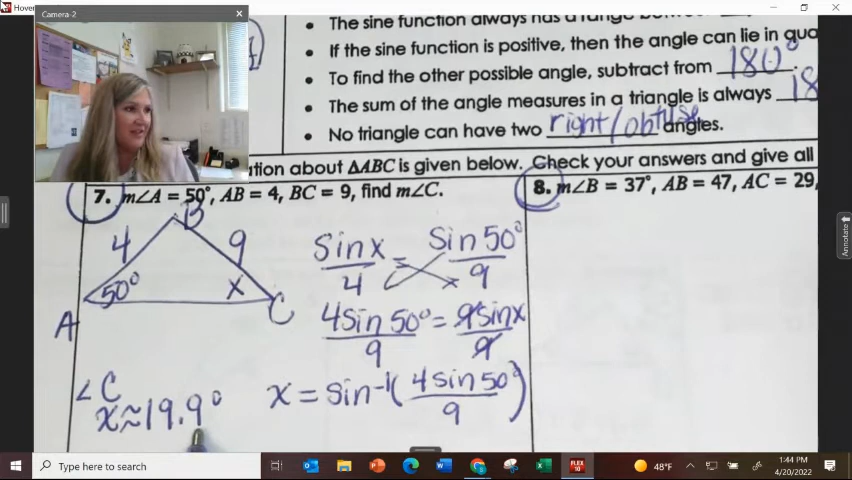 Hover
Camera-2
The sine function always has a range
• If the sine function is positive, then the angle can lie in qua
• To find the other possible angle, subtract from 180°.
• The sum of the angle measures in a triangle is always 18
• No triangle can have two right/obtuse angles.
ution about ΔABC is given below. Check your answers and give all
7. m∠A = 50°, AB = 4, BC = 9, find m∠C.
8. m∠B = 37°, AB = 47, AC = 29,
B
4
9
50°
x
A
C
Sin x / 4 = Sin 50° / 9
4 Sin 50° / 9 = 9 sin x / 9
x = sin⁻¹( 4 sin 50° / 9 )
∠C
x ≈ 19.9°
Annotate
Type here to search
FLEX
10
48°F
1:44 PM
4/20/2022